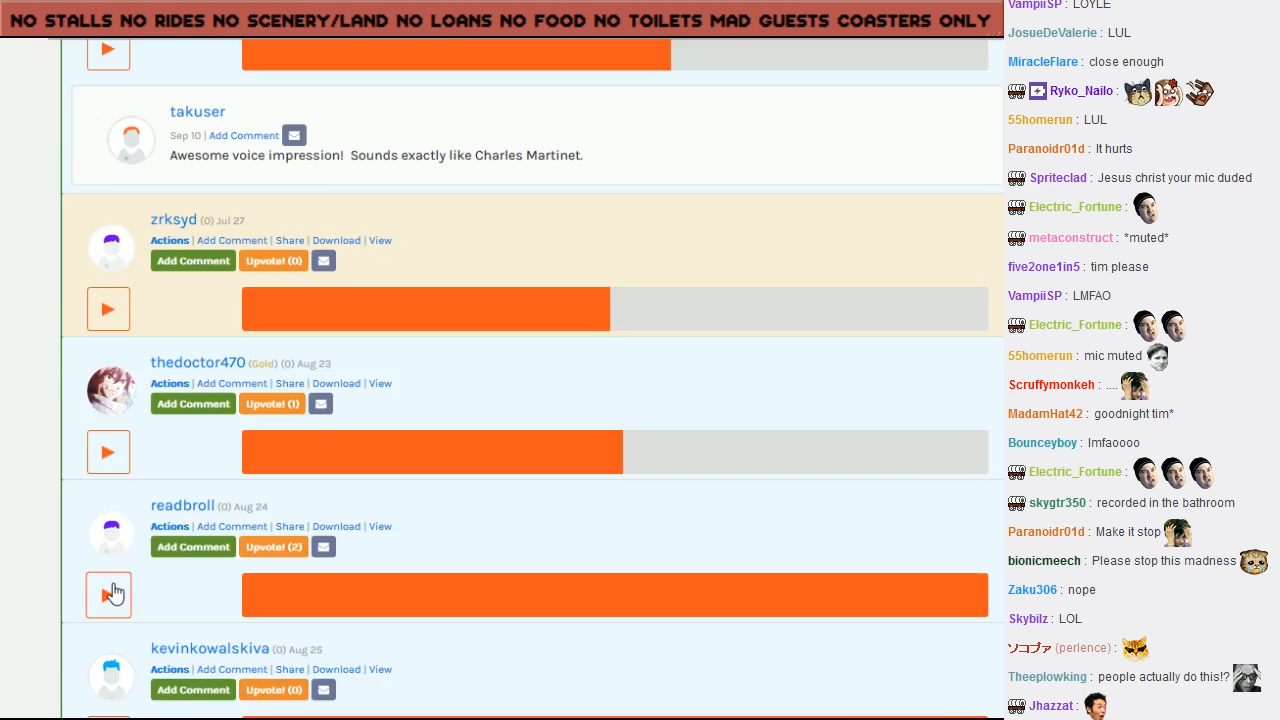 NO STALLS NO RIDES NO SCENERY/LAND NO LOANS NO FOOD NO TOILETS MAD GUESTS COASTERS ONLY
takuser
Sep 10 | Add Comment
Awesome voice impression! Sounds exactly like Charles Martinet.
zrksyd (0) Jul 27
Actions | Add Comment | Share | Download | View
Add Comment Upvote! (0)
thedoctor470 (Gold) (0) Aug 23
Actions | Add Comment | Share | Download | View
Add Comment Upvote! (1)
readbroll (0) Aug 24
Actions | Add Comment | Share | Download | View
Add Comment Upvote! (2)
kevinkowalskiva (0) Aug 25
Actions | Add Comment | Share | Download | View
Add Comment Upvote! (0)
VampiiSP : LOYLE
JosueDeValerie : LUL
MiracleFlare : close enough
Ryko_Nailo :
55homerun : LUL
Paranoidr01d : It hurts
Spriteclad : Jesus christ your mic duded
Electric_Fortune :
metaconstruct : *muted*
five2one1in5 : tim please
VampiiSP : LMFAO
Electric_Fortune :
55homerun : mic muted
Scruffymonkeh : ....
MadamHat42 : goodnight tim*
Bounceyboy : lmfaoooo
Electric_Fortune :
skygtr350 : recorded in the bathroom
Paranoidr01d : Make it stop
bionicmeech : Please stop this madness
Zaku306 : nope
Skybilz : LOL
ソコプァ (perlence) :
Theeplowking : people actually do this!?
Jhazzat :